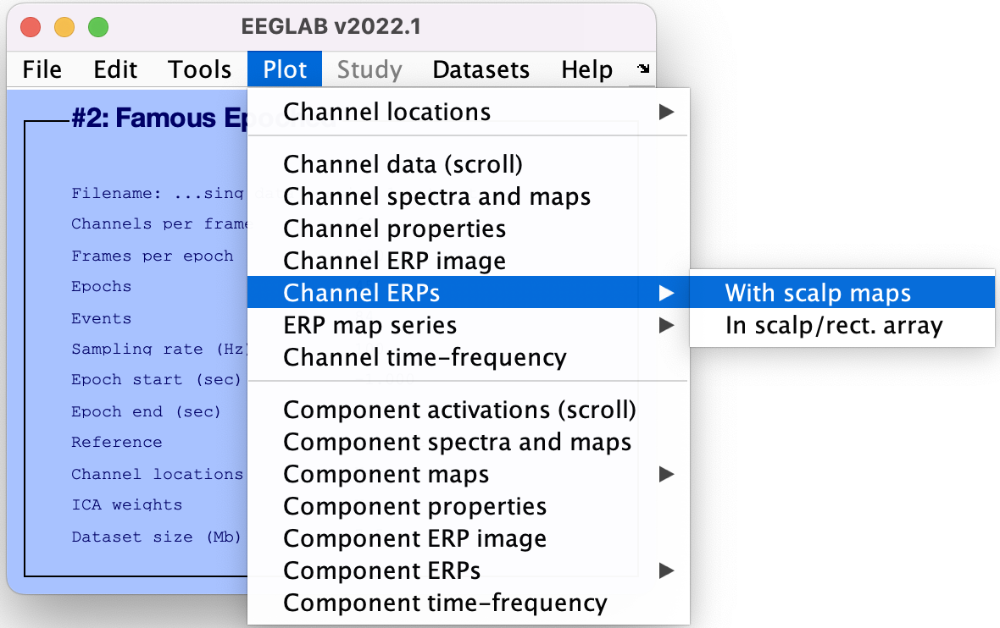 EEGLAB v2022.1
File Edit Tools Plot Study Datasets Help
#2: Famous Epoched
Filename: ...sing
Channels per frame
Frames per epoch
Epochs
Events
Sampling rate (Hz)
Epoch start (sec) -1.000
Epoch end (sec)
Reference
Channel locations
ICA weights
Dataset size (Mb)
Channel locations
Channel data (scroll)
Channel spectra and maps
Channel properties
Channel ERP image
Channel ERPs
ERP map series
Channel time-frequency
Component activations (scroll)
Component spectra and maps
Component maps
Component properties
Component ERP image
Component ERPs
Component time-frequency
With scalp maps
In scalp/rect. array